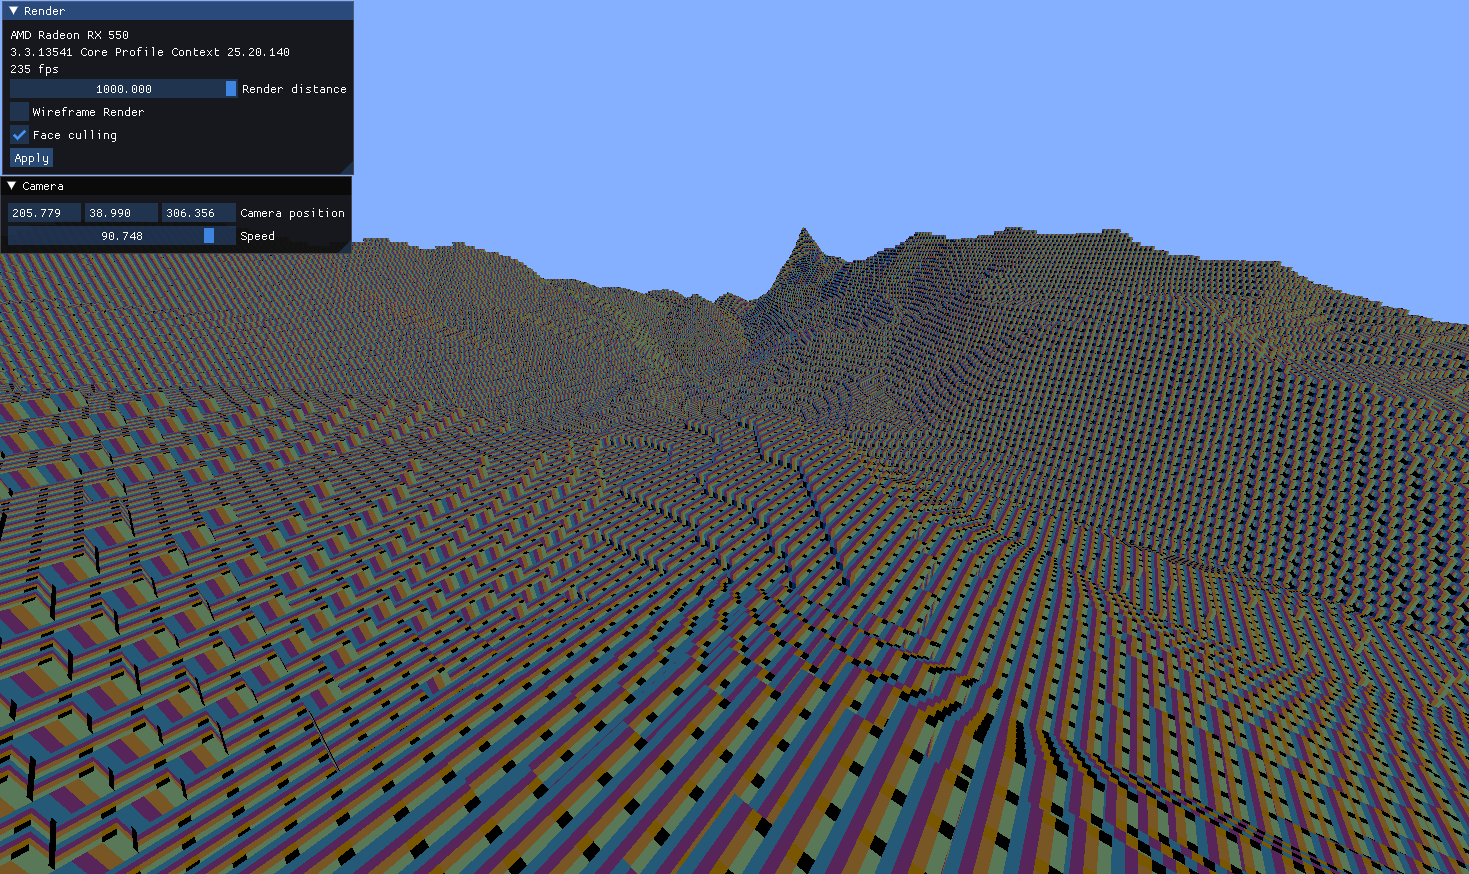 Render
AMD Radeon RX 550
3.3.13541 Core Profile Context 25.20.140
235 fps
1000.000 Render distance
Wireframe Render
Face culling
Apply
Camera
205.779 38.990 306.356 Camera position
90.748 Speed